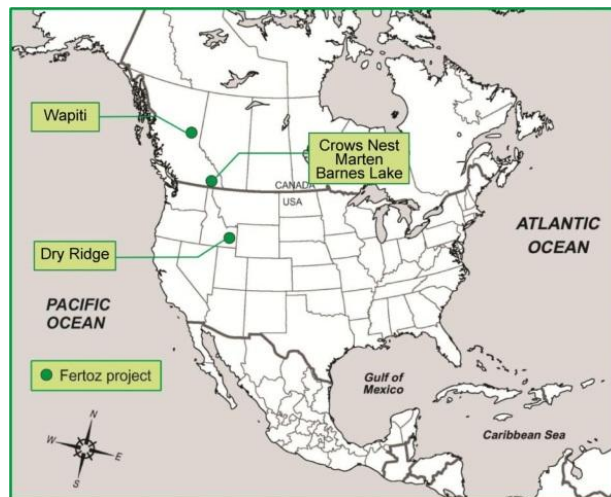 Wapiti
Crows Nest
Marten
Barnes Lake
CANADA
USA
Dry Ridge
ATLANTIC
OCEAN
PACIFIC
OCEAN
Fertoz project
Gulf of
Mexico
Caribbean Sea
N
W
E
S